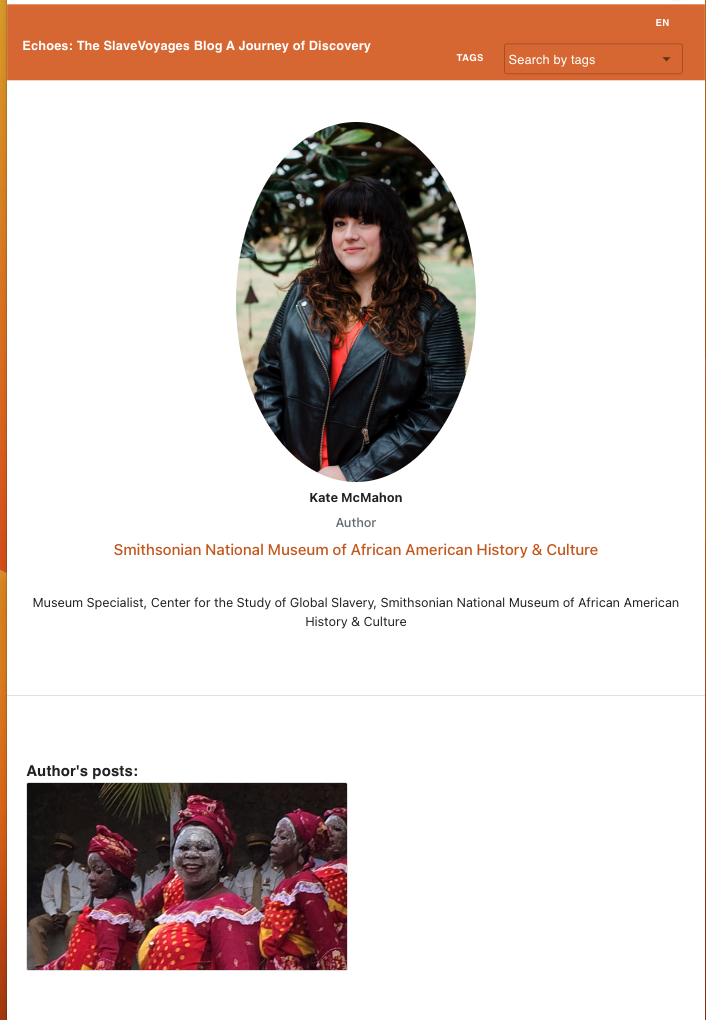 EN
Echoes: The SlaveVoyages Blog A Journey of Discovery
TAGS
Search by tags
Kate McMahon
Author
Smithsonian National Museum of African American History & Culture
Museum Specialist, Center for the Study of Global Slavery, Smithsonian National Museum of African American
History & Culture
Author's posts: